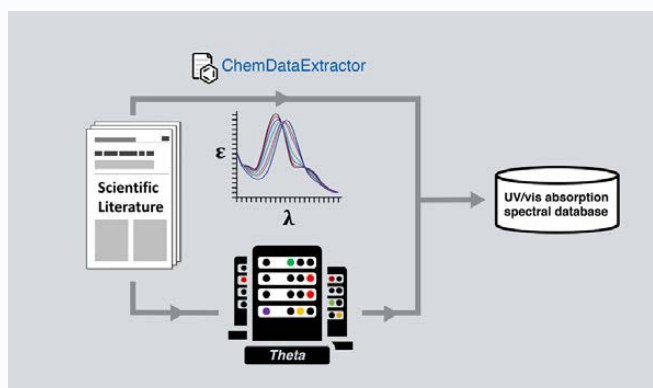 ChemDataExtractor
Scientific
Literature
ε
λ
UV/vis absorption
spectral database
Theta